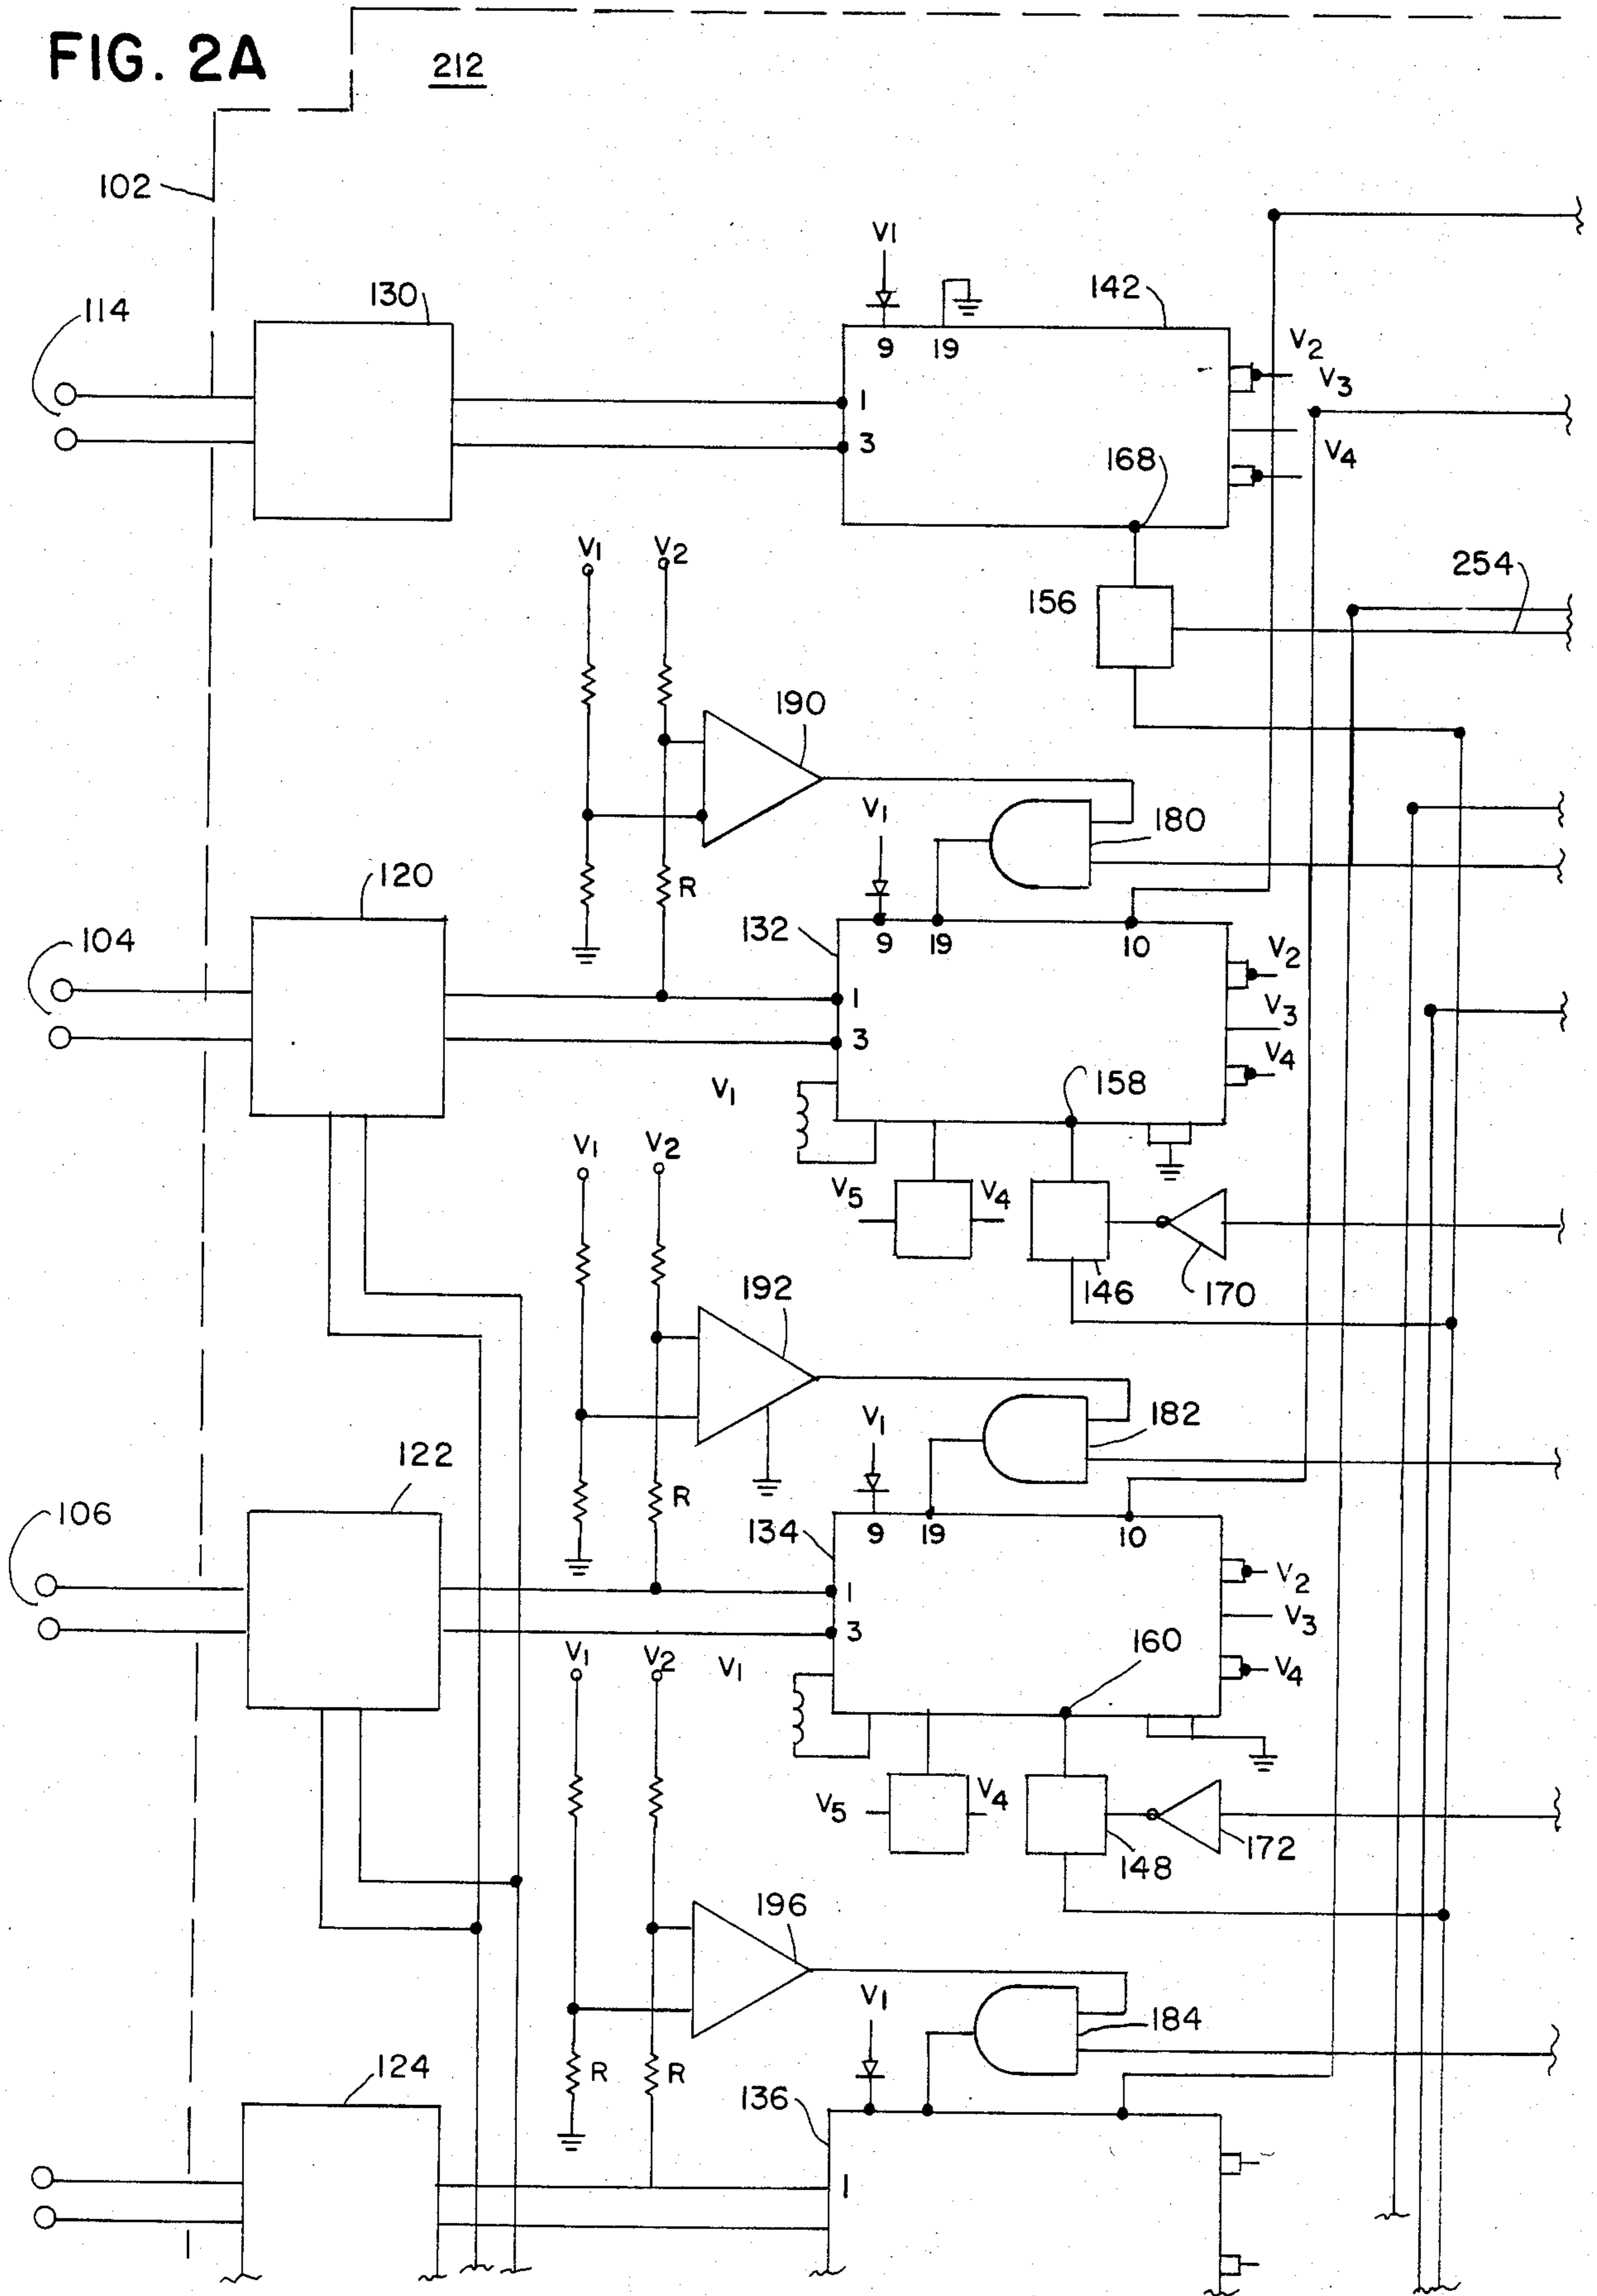 FIG. 2A
212
102
114
130
V1
142
9 19
V2
V3
1
3
V4
168
V1 V2
254
156
190
V1
180
120
R
104
132
9 19 10
V2
1
V3
3
V4
V1
158
V1 V2
V5 V4
146 170
192
V1
182
122
R
106
134
9 19 10
V2
1
V3
3
160
V1 V2 V1
V4
V5 V4
148 172
196
V1
184
124
R R
136
1